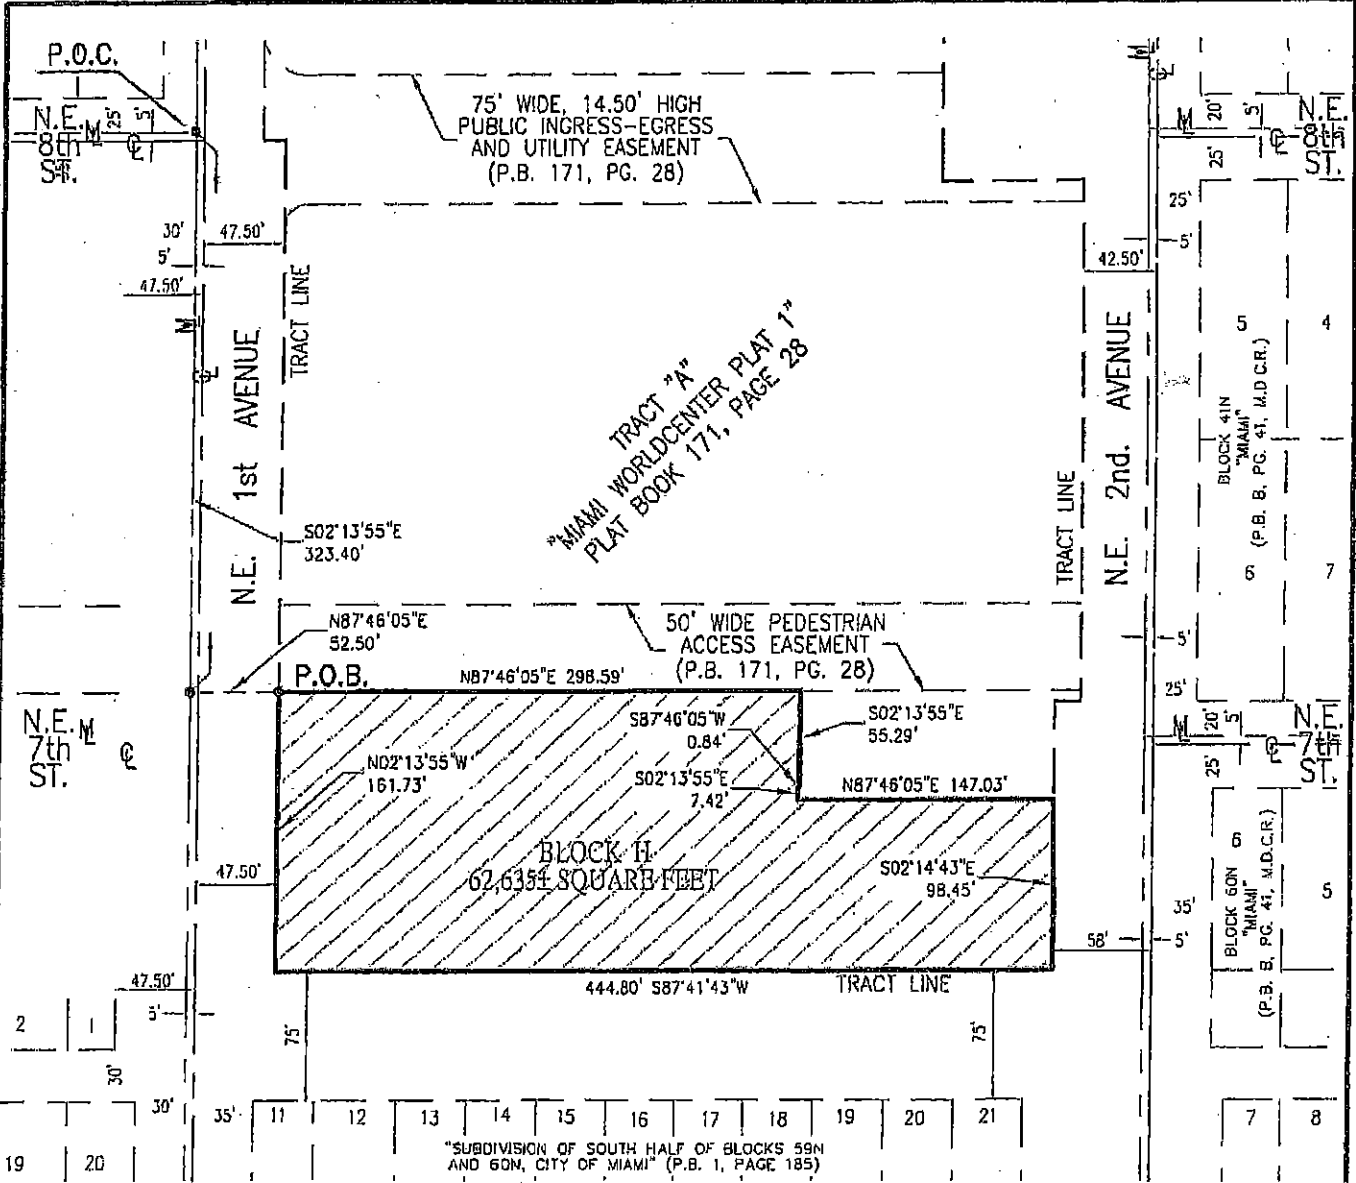 P.O.C.
N.E.
8th
ST.
M
25'
5'
75' WIDE, 14.50' HIGH
PUBLIC INGRESS-EGRESS
AND UTILITY EASEMENT
(P.B. 171, PG. 28)
M
M
20'
5'
25'
N.E.
8th
ST.
30'
47.50'
5'
47.50'
M
25'
5'
42.50'
TRACT LINE
N.E. 1st AVENUE
TRACT "A"
"MIAMI WORLDCENTER PLAT 1"
PLAT BOOK 171, PAGE 28
N.E. 2nd. AVENUE
TRACT LINE
5
4
BLOCK 41N
"MIAMI"
(P.B. B, PG. 41, M.D.C.R.)
6
7
S02°13'55"E
323.40'
N87°46'05"E
52.50'
50' WIDE PEDESTRIAN
ACCESS EASEMENT
(P.B. 171, PG. 28)
5'
25'
P.O.B.
N87°46'05"E 298.59'
N.E.
7th
ST.
M
S87°46'05"W
0.84'
S02°13'55"E
55.29'
M
20'
5'
25'
N.E.
7th
ST.
N02°13'55"W
161.73'
S02°13'55"E
7.42'
N87°46'05"E 147.03'
BLOCK H
62,635± SQUARE FEET
S02°14'43"E
98.45'
47.50'
6
5
BLOCK 60N
"MIAMI"
(P.B. B, PG. 41, M.D.C.R.)
35'
58'
5'
47.50'
5'
444.80' S87°41'43"W
TRACT LINE
2
1
75'
75'
30'
30'
35'
11
12
13
14
15
16
17
18
19
20
21
7
8
19
20
"SUBDIVISION OF SOUTH HALF OF BLOCKS 59N
AND 60N, CITY OF MIAMI" (P.B. 1, PAGE 185)